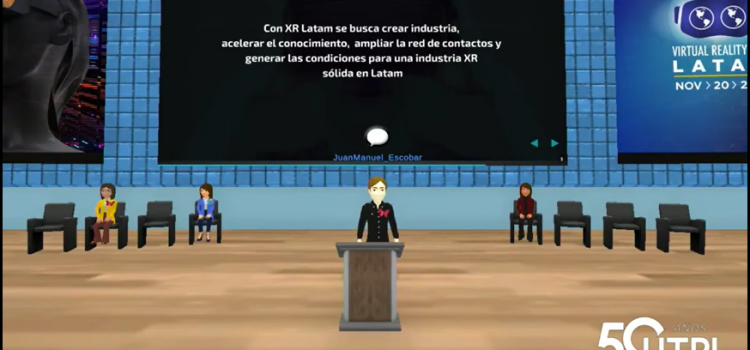 Con XR Latam se busca crear industria,
acelerar el conocimiento, ampliar la red de contactos y
generar las condiciones para una industria XR
sólida en Latam
VIRTUAL REALITY
LATA
NOV > 20 > 2
JuanManuel_Escobar
50 AÑOS
UTPL